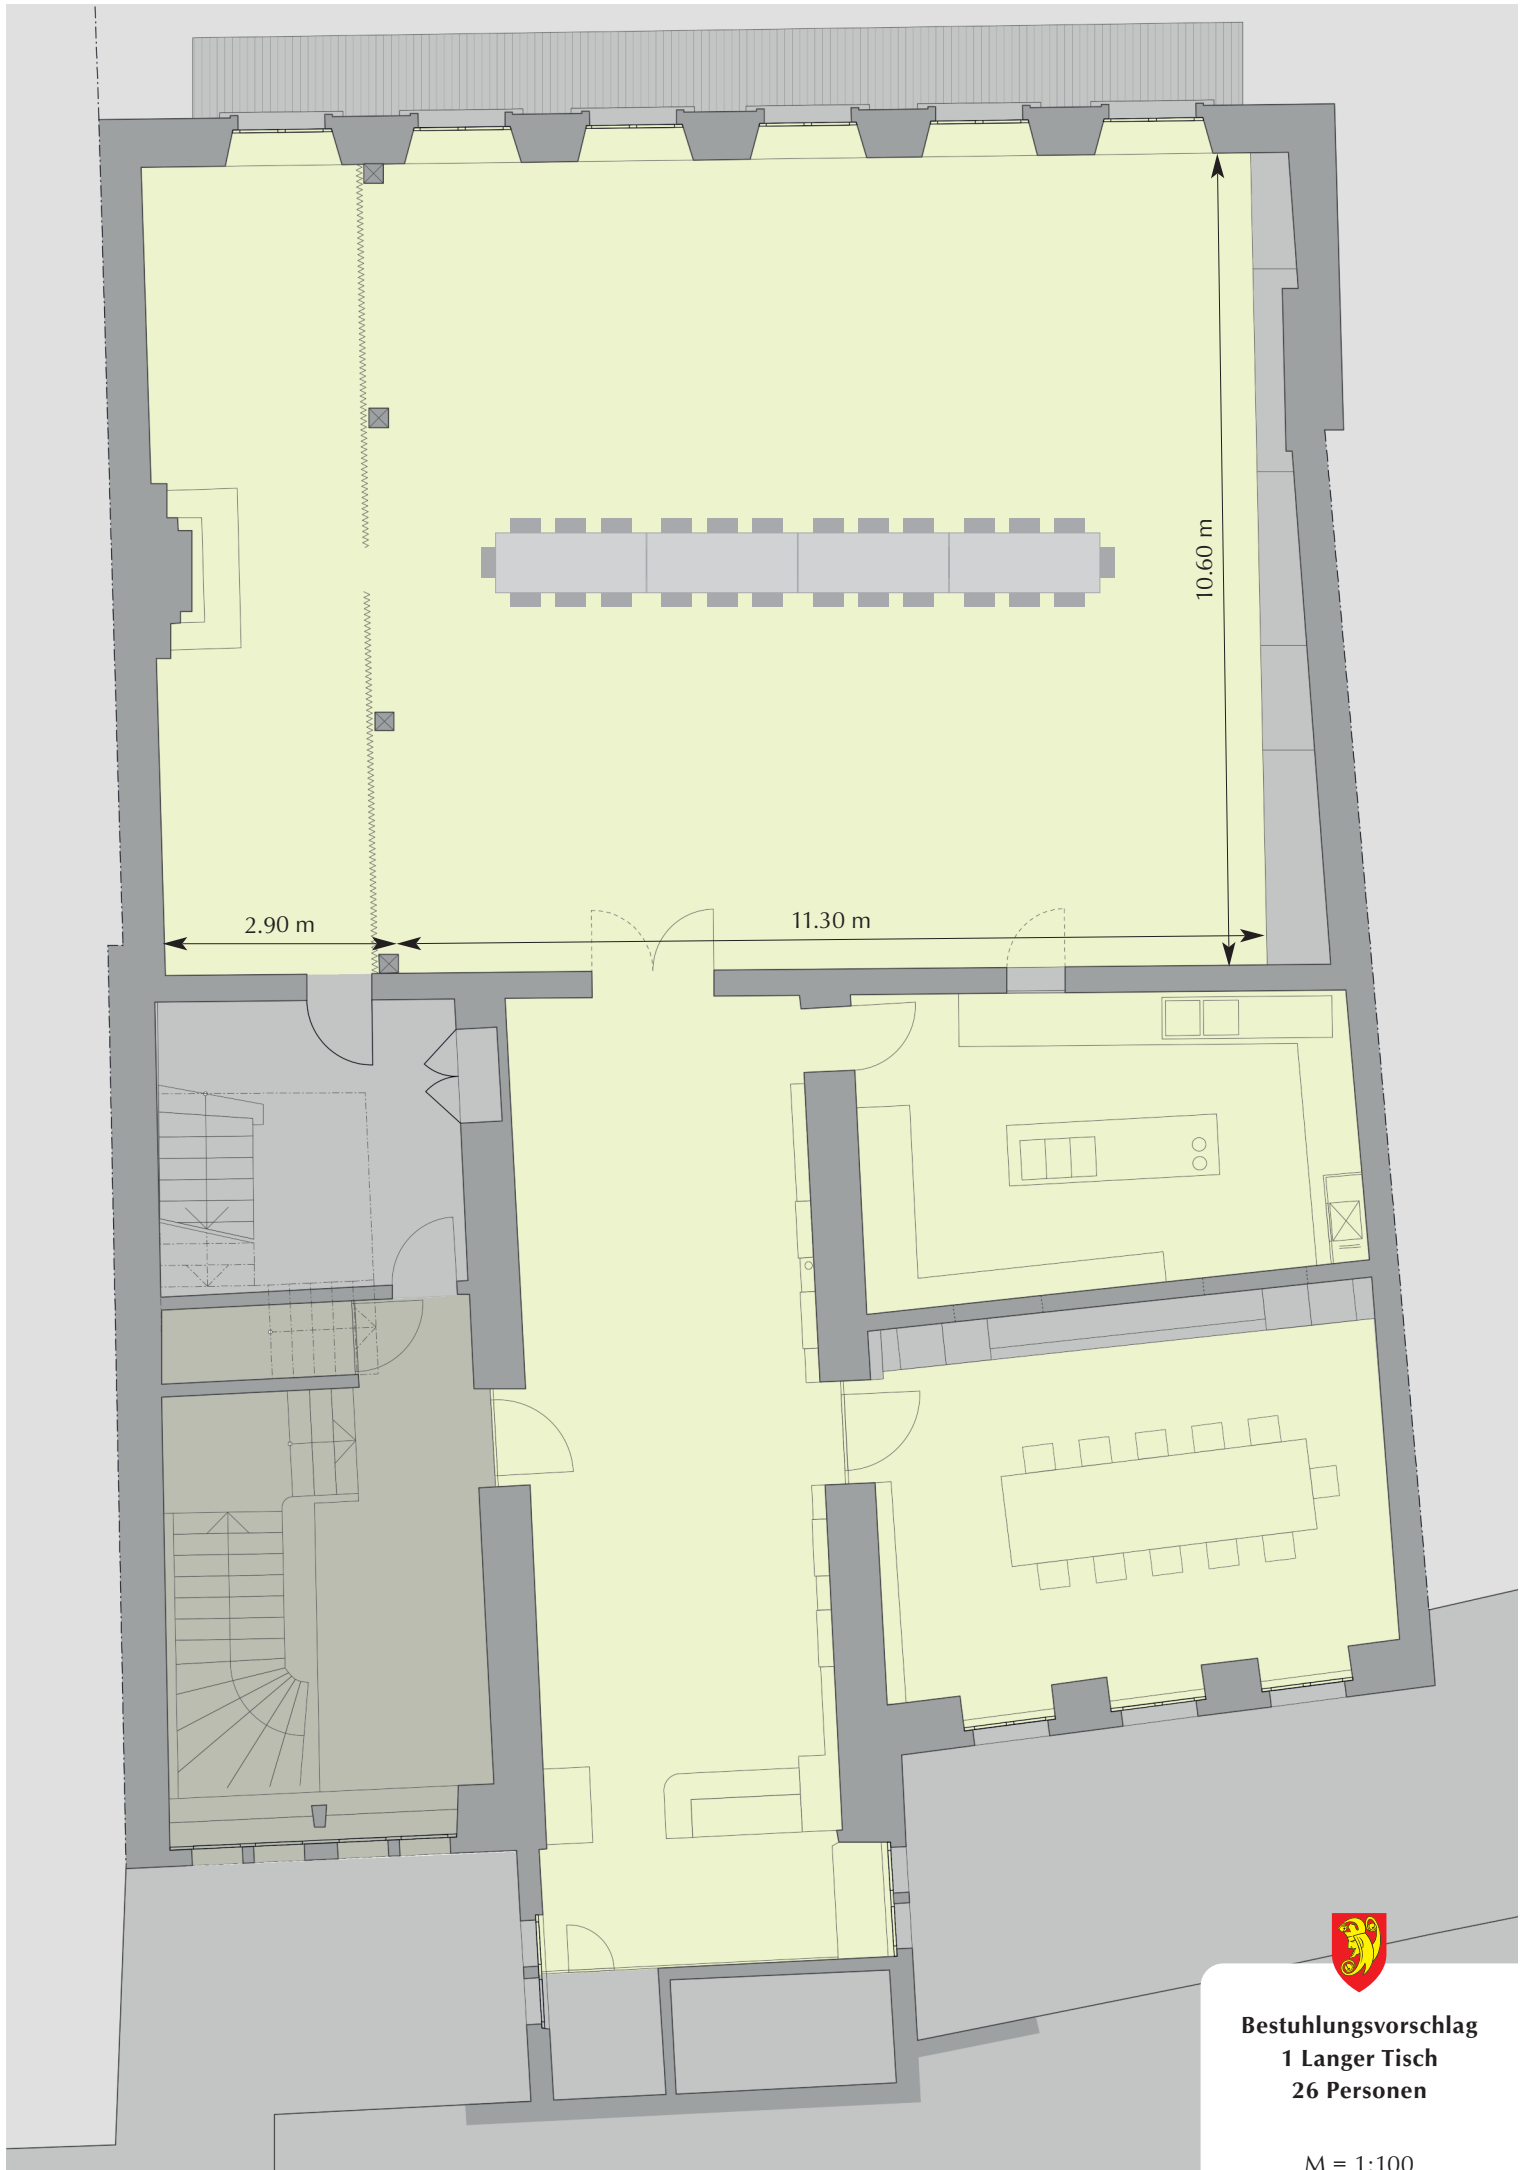 10.60 m
2.90 m
11.30 m
Bestuhlungsvorschlag
1 Langer Tisch
26 Personen
M = 1:100